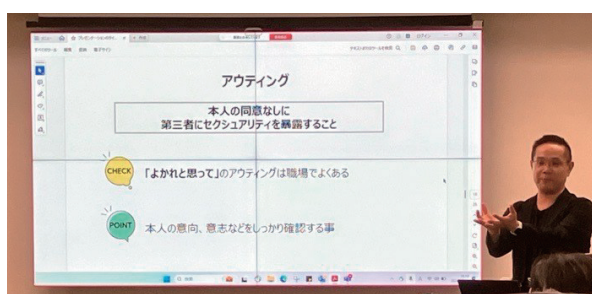 アウティング
本人の同意なしに
第三者にセクシュアリティを暴露すること
CHECK
「よかれと思って」のアウティングは職場でよくある
POINT
本人の意向、意志などをしっかり確認する事